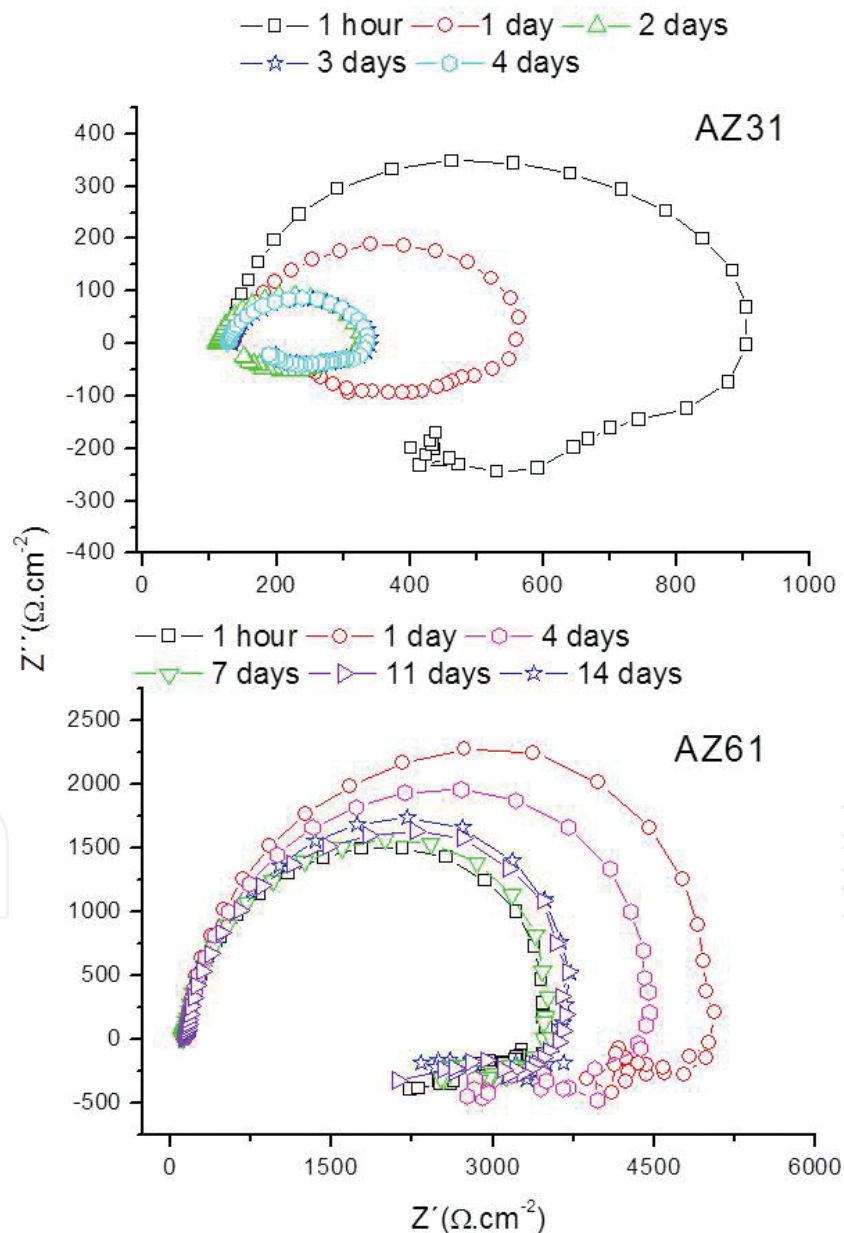 1 hour 1 day 2 days
3 days 4 days
AZ31
400
300
200
100
0
-100
-200
-300
-400
0 200 400 600 800 1000
Z´´(Ω.cm⁻²)
1 hour 1 day 4 days
7 days 11 days 14 days
AZ61
2500
2000
1500
1000
500
0
-500
0 1500 3000 4500 6000
Z´(Ω.cm⁻²)